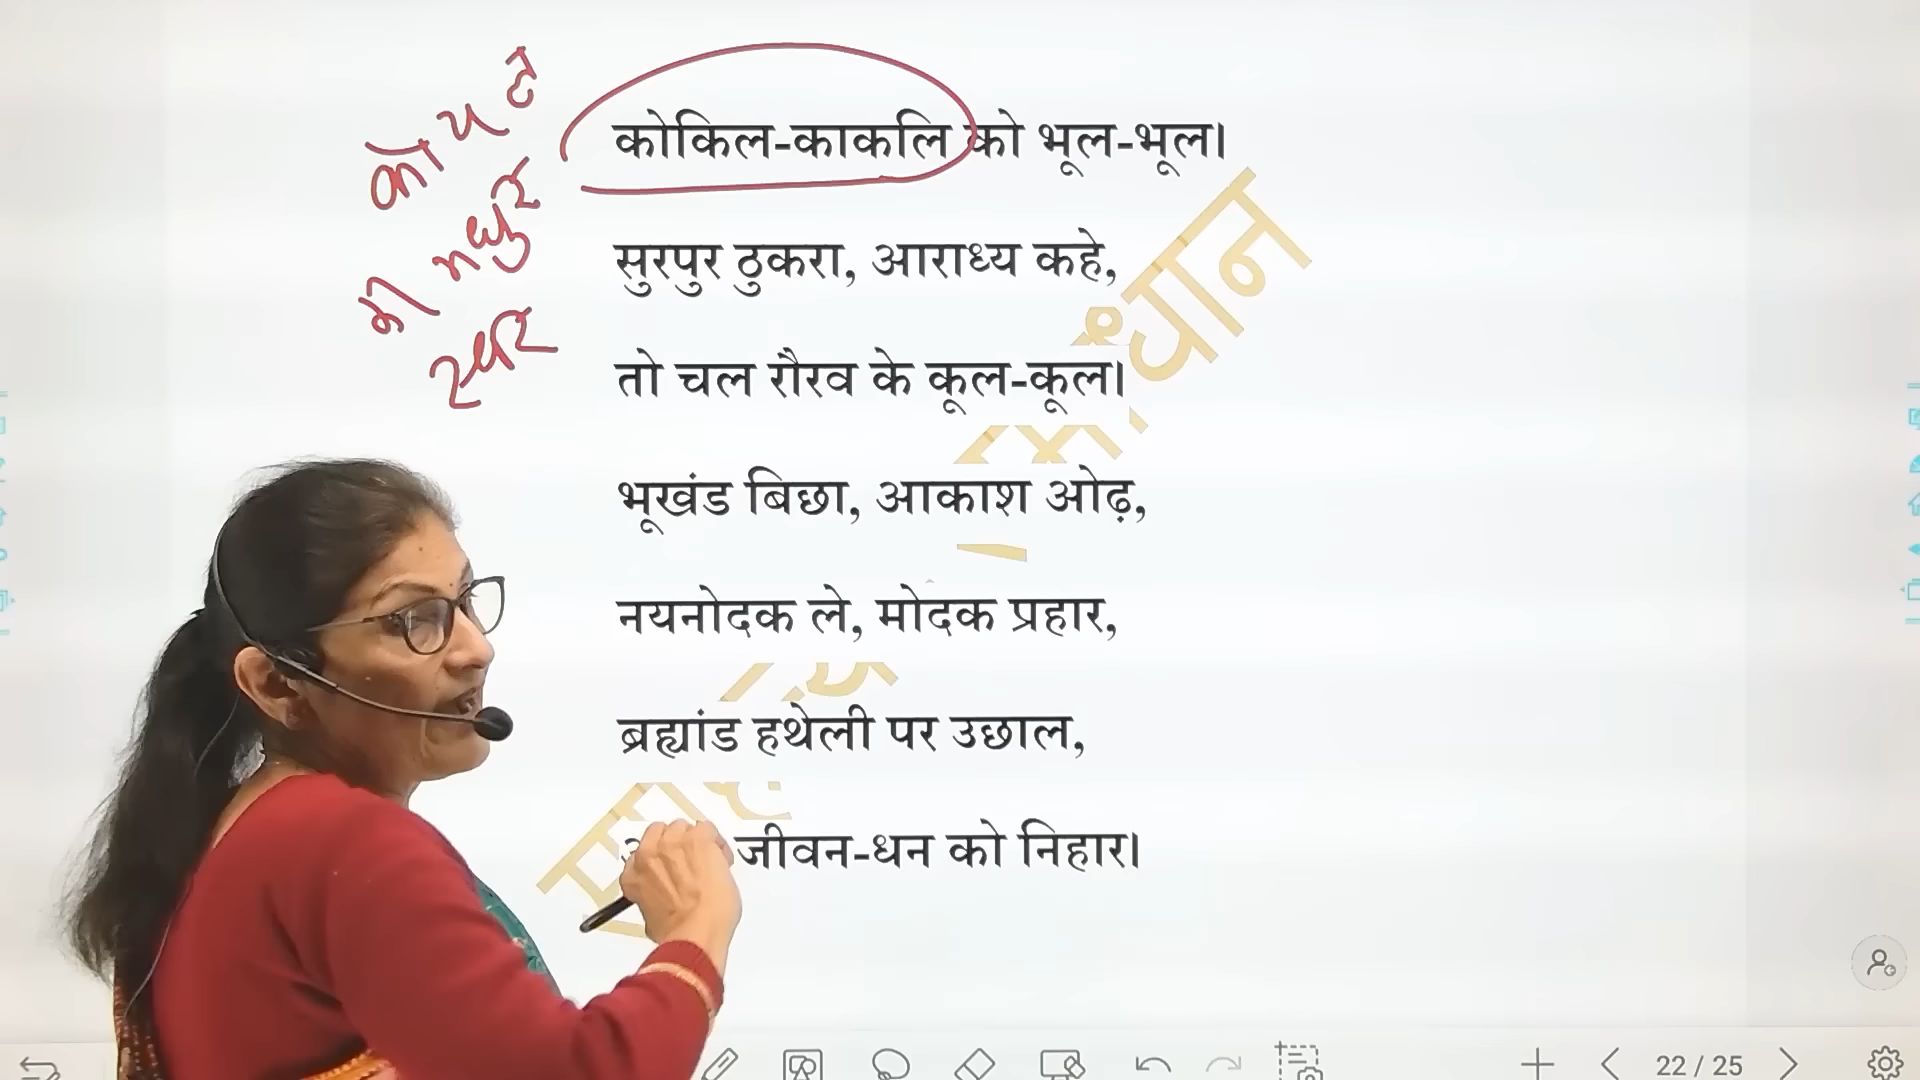 कोयल
की मधुर
स्वर
कोकिल-काकलि को भूल-भूल।
सुरपुर ठुकरा, आराध्य कहे,
तो चल रौरव के कूल-कूल।
भूखंड बिछा, आकाश ओढ़,
नयनोदक ले, मोदक प्रहार,
ब्रह्यांड हथेली पर उछाल,
जीवन-धन को निहार।
22 / 25